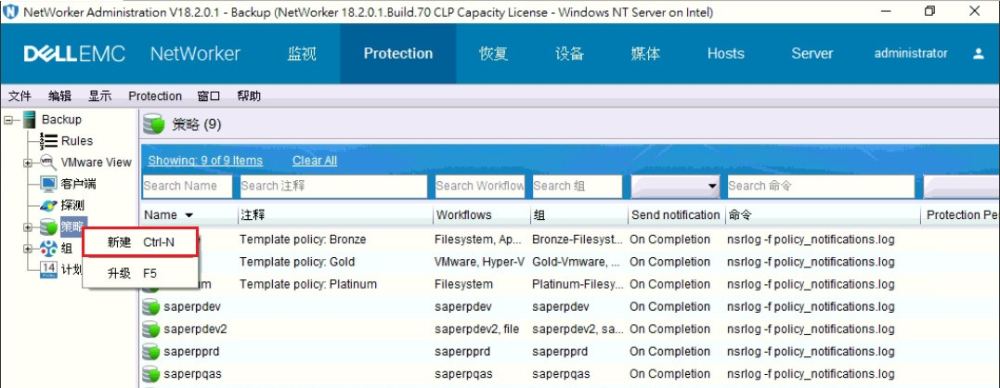 NetWorker Administration V18.2.0.1 - Backup (NetWorker 18.2.0.1.Build.70 CLP Capacity License - Windows NT Server on Intel)
DELLEMC NetWorker 监视 Protection 恢复 设备 媒体 Hosts Server administrator
文件 编辑 显示 Protection 窗口 帮助
Backup
Rules
VMware View
客户端
探测
策略
组
14 计划
新建 Ctrl-N
升级 F5
策略 (9)
Showing: 9 of 9 Items Clear All
Search Name Search 注释 Search Workflow Search 组 Search 命令
Name 注释 Workflows 组 Send notification 命令 Protection Pe
Template policy: Bronze Filesystem, Ap... Bronze-Filesyst... On Completion nsrlog -f policy_notifications.log
Template policy: Gold VMware, Hyper-V Gold-Vmware, ... On Completion nsrlog -f policy_notifications.log
Template policy: Platinum Filesystem Platinum-Filesy... On Completion nsrlog -f policy_notifications.log
saperpdev saperpdev saperpdev On Completion nsrlog -f policy_notifications.log
saperpdev2 saperpdev2, file saperpdev2, sa... On Completion nsrlog -f policy_notifications.log
saperpprd saperpprd saperpprd On Completion nsrlog -f policy_notifications.log
saperpqas saperpqas saperpqas On Completion nsrlog -f policy_notifications.log